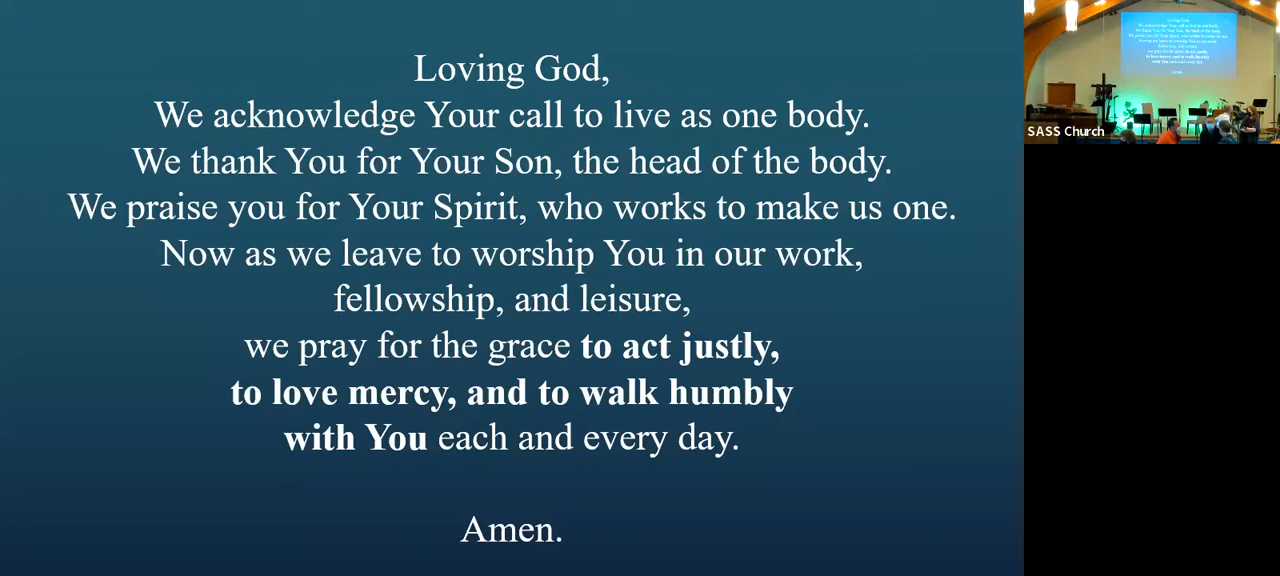 Loving God,
We acknowledge Your call to live as one body.
We thank You for Your Son, the head of the body.
We praise you for Your Spirit, who works to make us one.
Now as we leave to worship You in our work,
fellowship, and leisure,
we pray for the grace to act justly,
to love mercy, and to walk humbly
with You each and every day.
Amen.
SASS Church